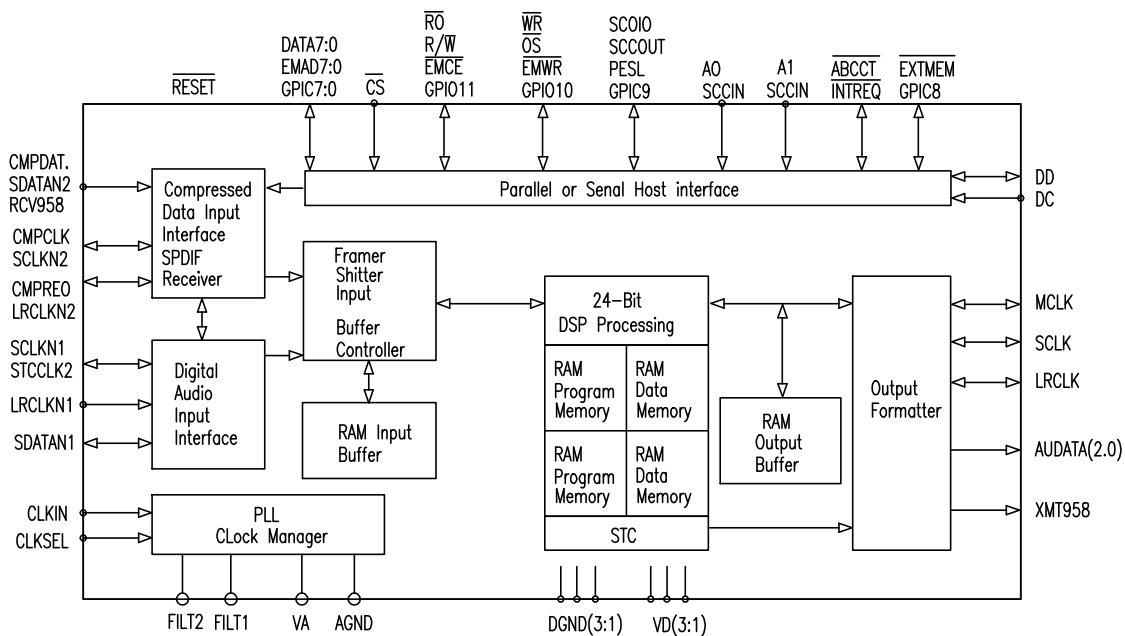 RESET
DATA7:0
EMAD7:0
GPIC7:0
CS
RO
R/W
EMCE
GPIO11
WR
OS
EMWR
GPIO10
SCOIO
SCCOUT
PESL
GPIC9
A0
SCCIN
A1
SCCIN
ABCCT
INTREQ
EXTMEM
GPIC8
CMPDAT.
SDATAN2
RCV958
CMPCLK
SCLKN2
CMPREO
LRCLKN2
SCLKN1
STCCLK2
LRCLKN1
SDATAN1
CLKIN
CLKSEL
Compressed
Data Input
Interface
SPDIF
Receiver
Parallel or Senal Host interface
DD
DC
Framer
Shitter
Input
Buffer
Controller
Digital
Audio
Input
Interface
RAM Input
Buffer
24-Bit
DSP Processing
RAM
Program
Memory
RAM
Data
Memory
RAM
Program
Memory
RAM
Data
Memory
STC
RAM
Output
Buffer
Output
Formatter
MCLK
SCLK
LRCLK
AUDATA(2.0)
XMT958
PLL
CLock Manager
FILT2
FILT1
VA
AGND
DGND(3:1)
VD(3:1)